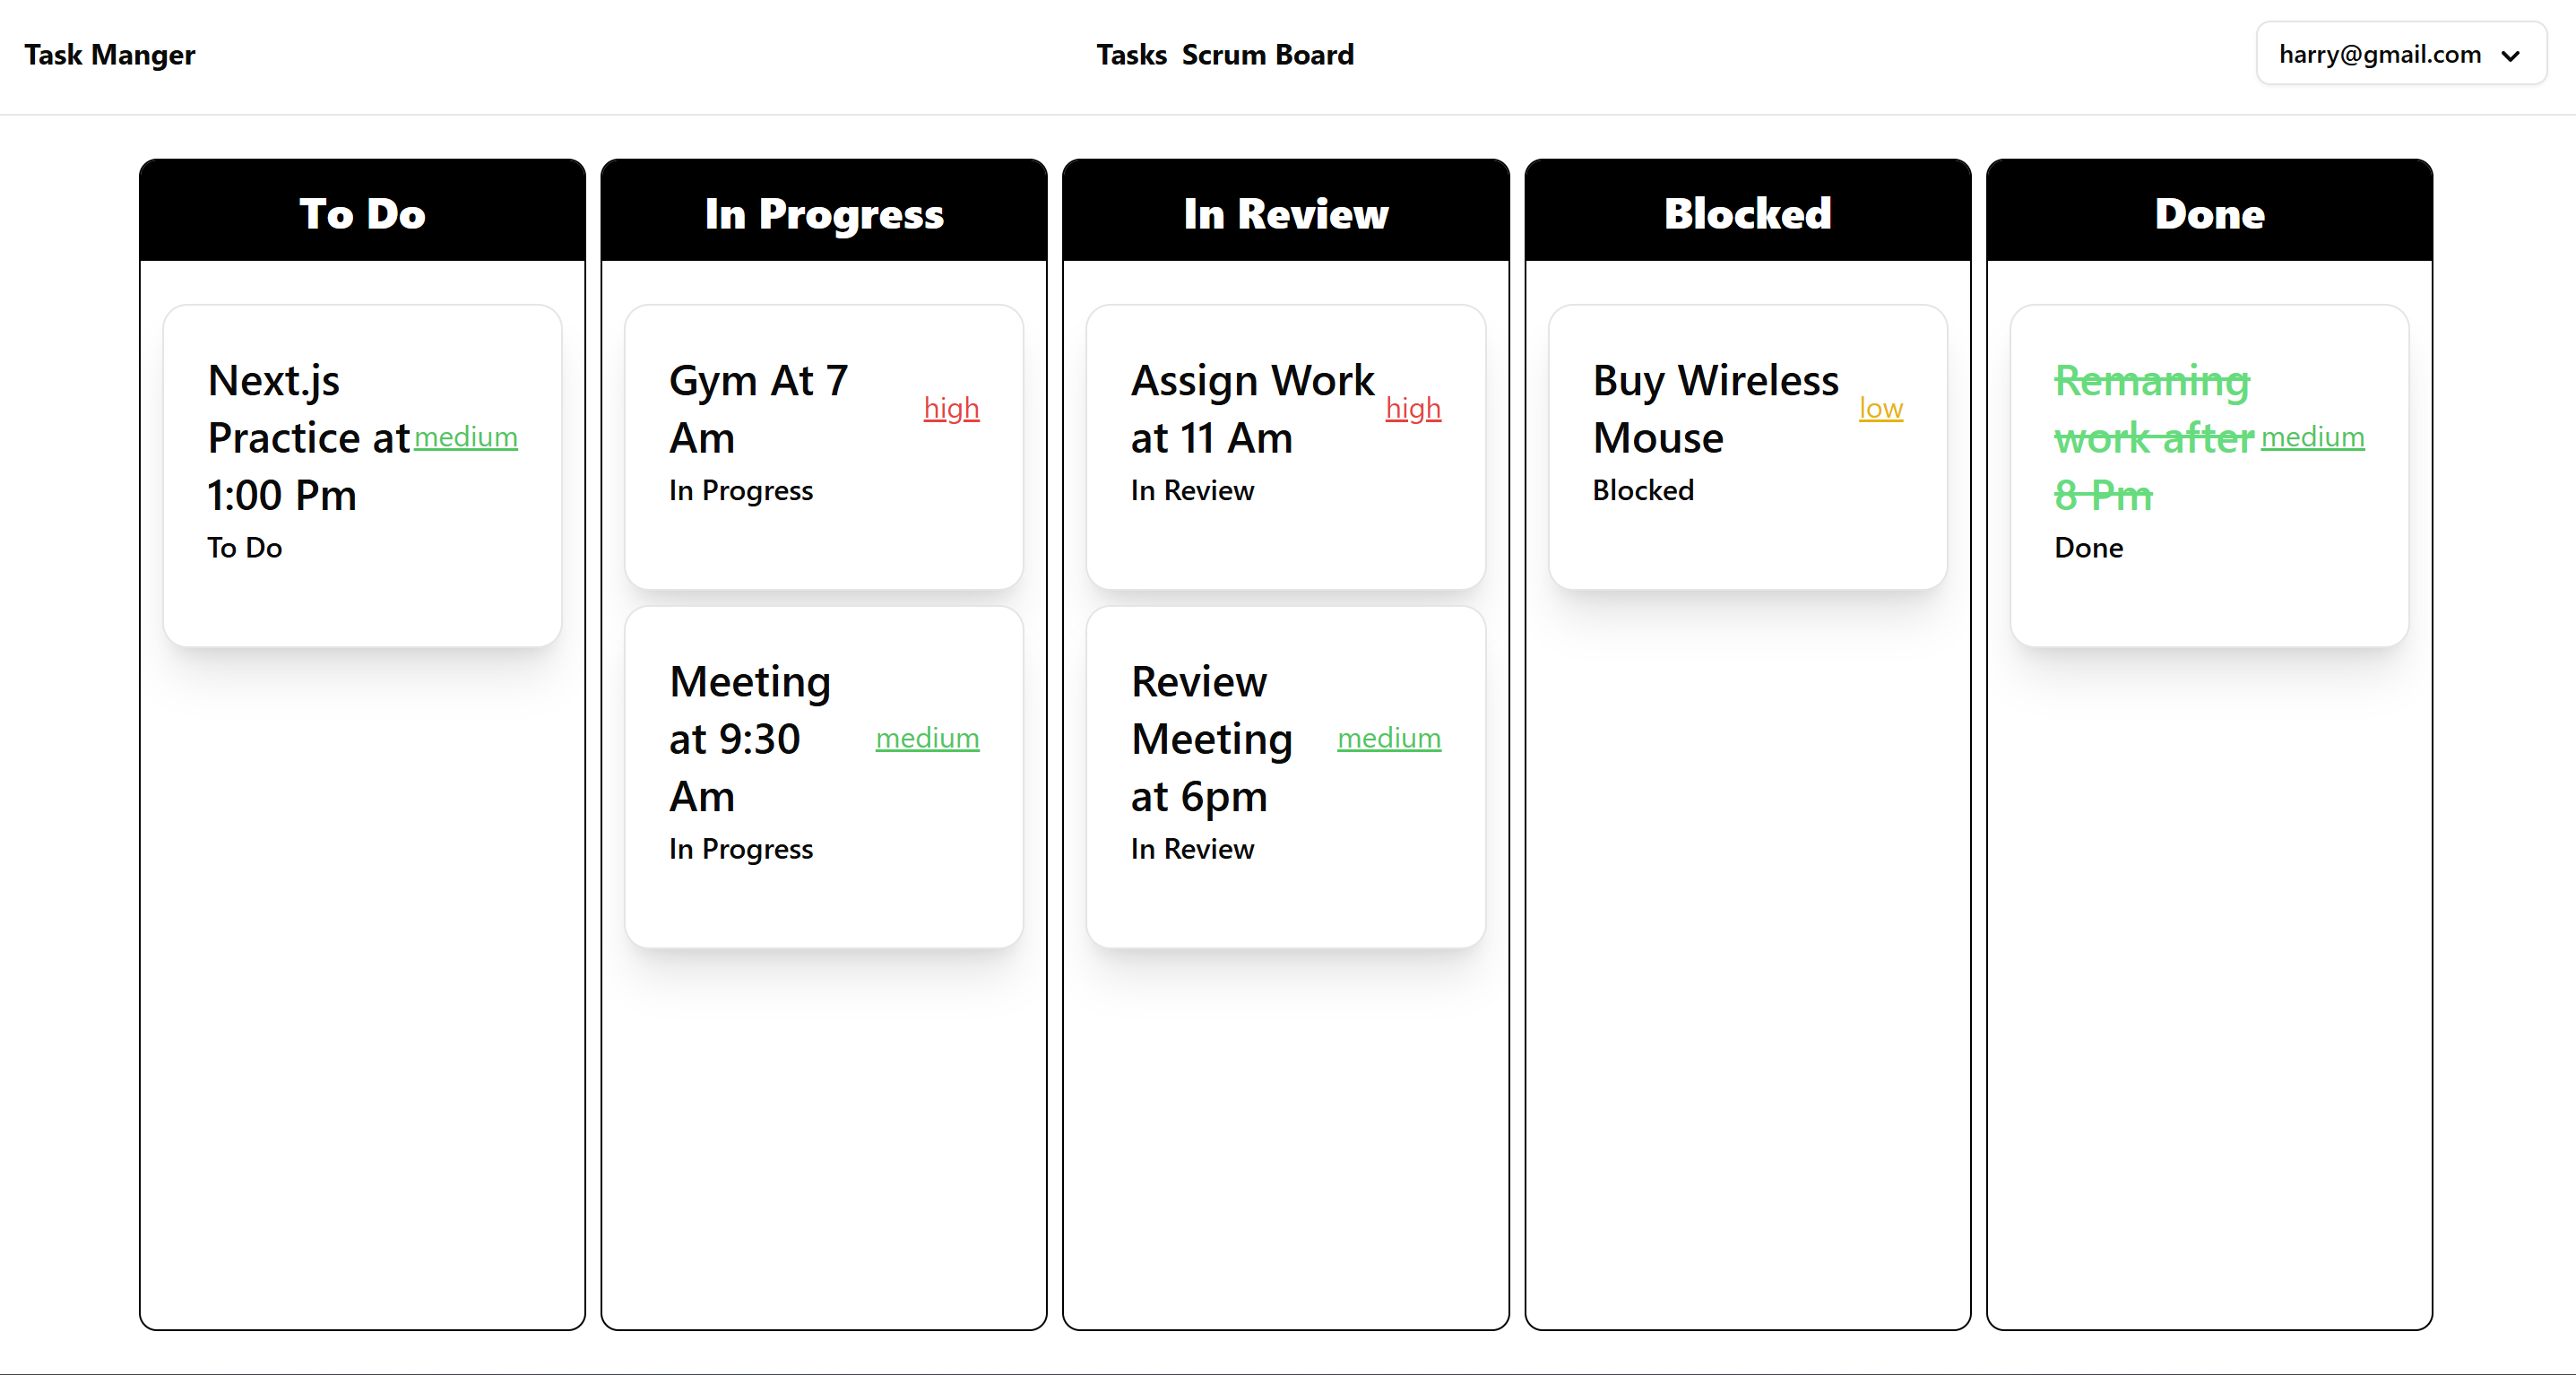 Task Manger
Tasks Scrum Board
harry@gmail.com
To Do
Next.js
Practice at
1:00 Pm
medium
To Do
In Progress
Gym At 7
Am
high
In Progress
Meeting
at 9:30
Am
medium
In Progress
In Review
Assign Work
at 11 Am
high
In Review
Review
Meeting
at 6pm
medium
In Review
Blocked
Buy Wireless
Mouse
low
Blocked
Done
Remaning
work after
8 Pm
medium
Done